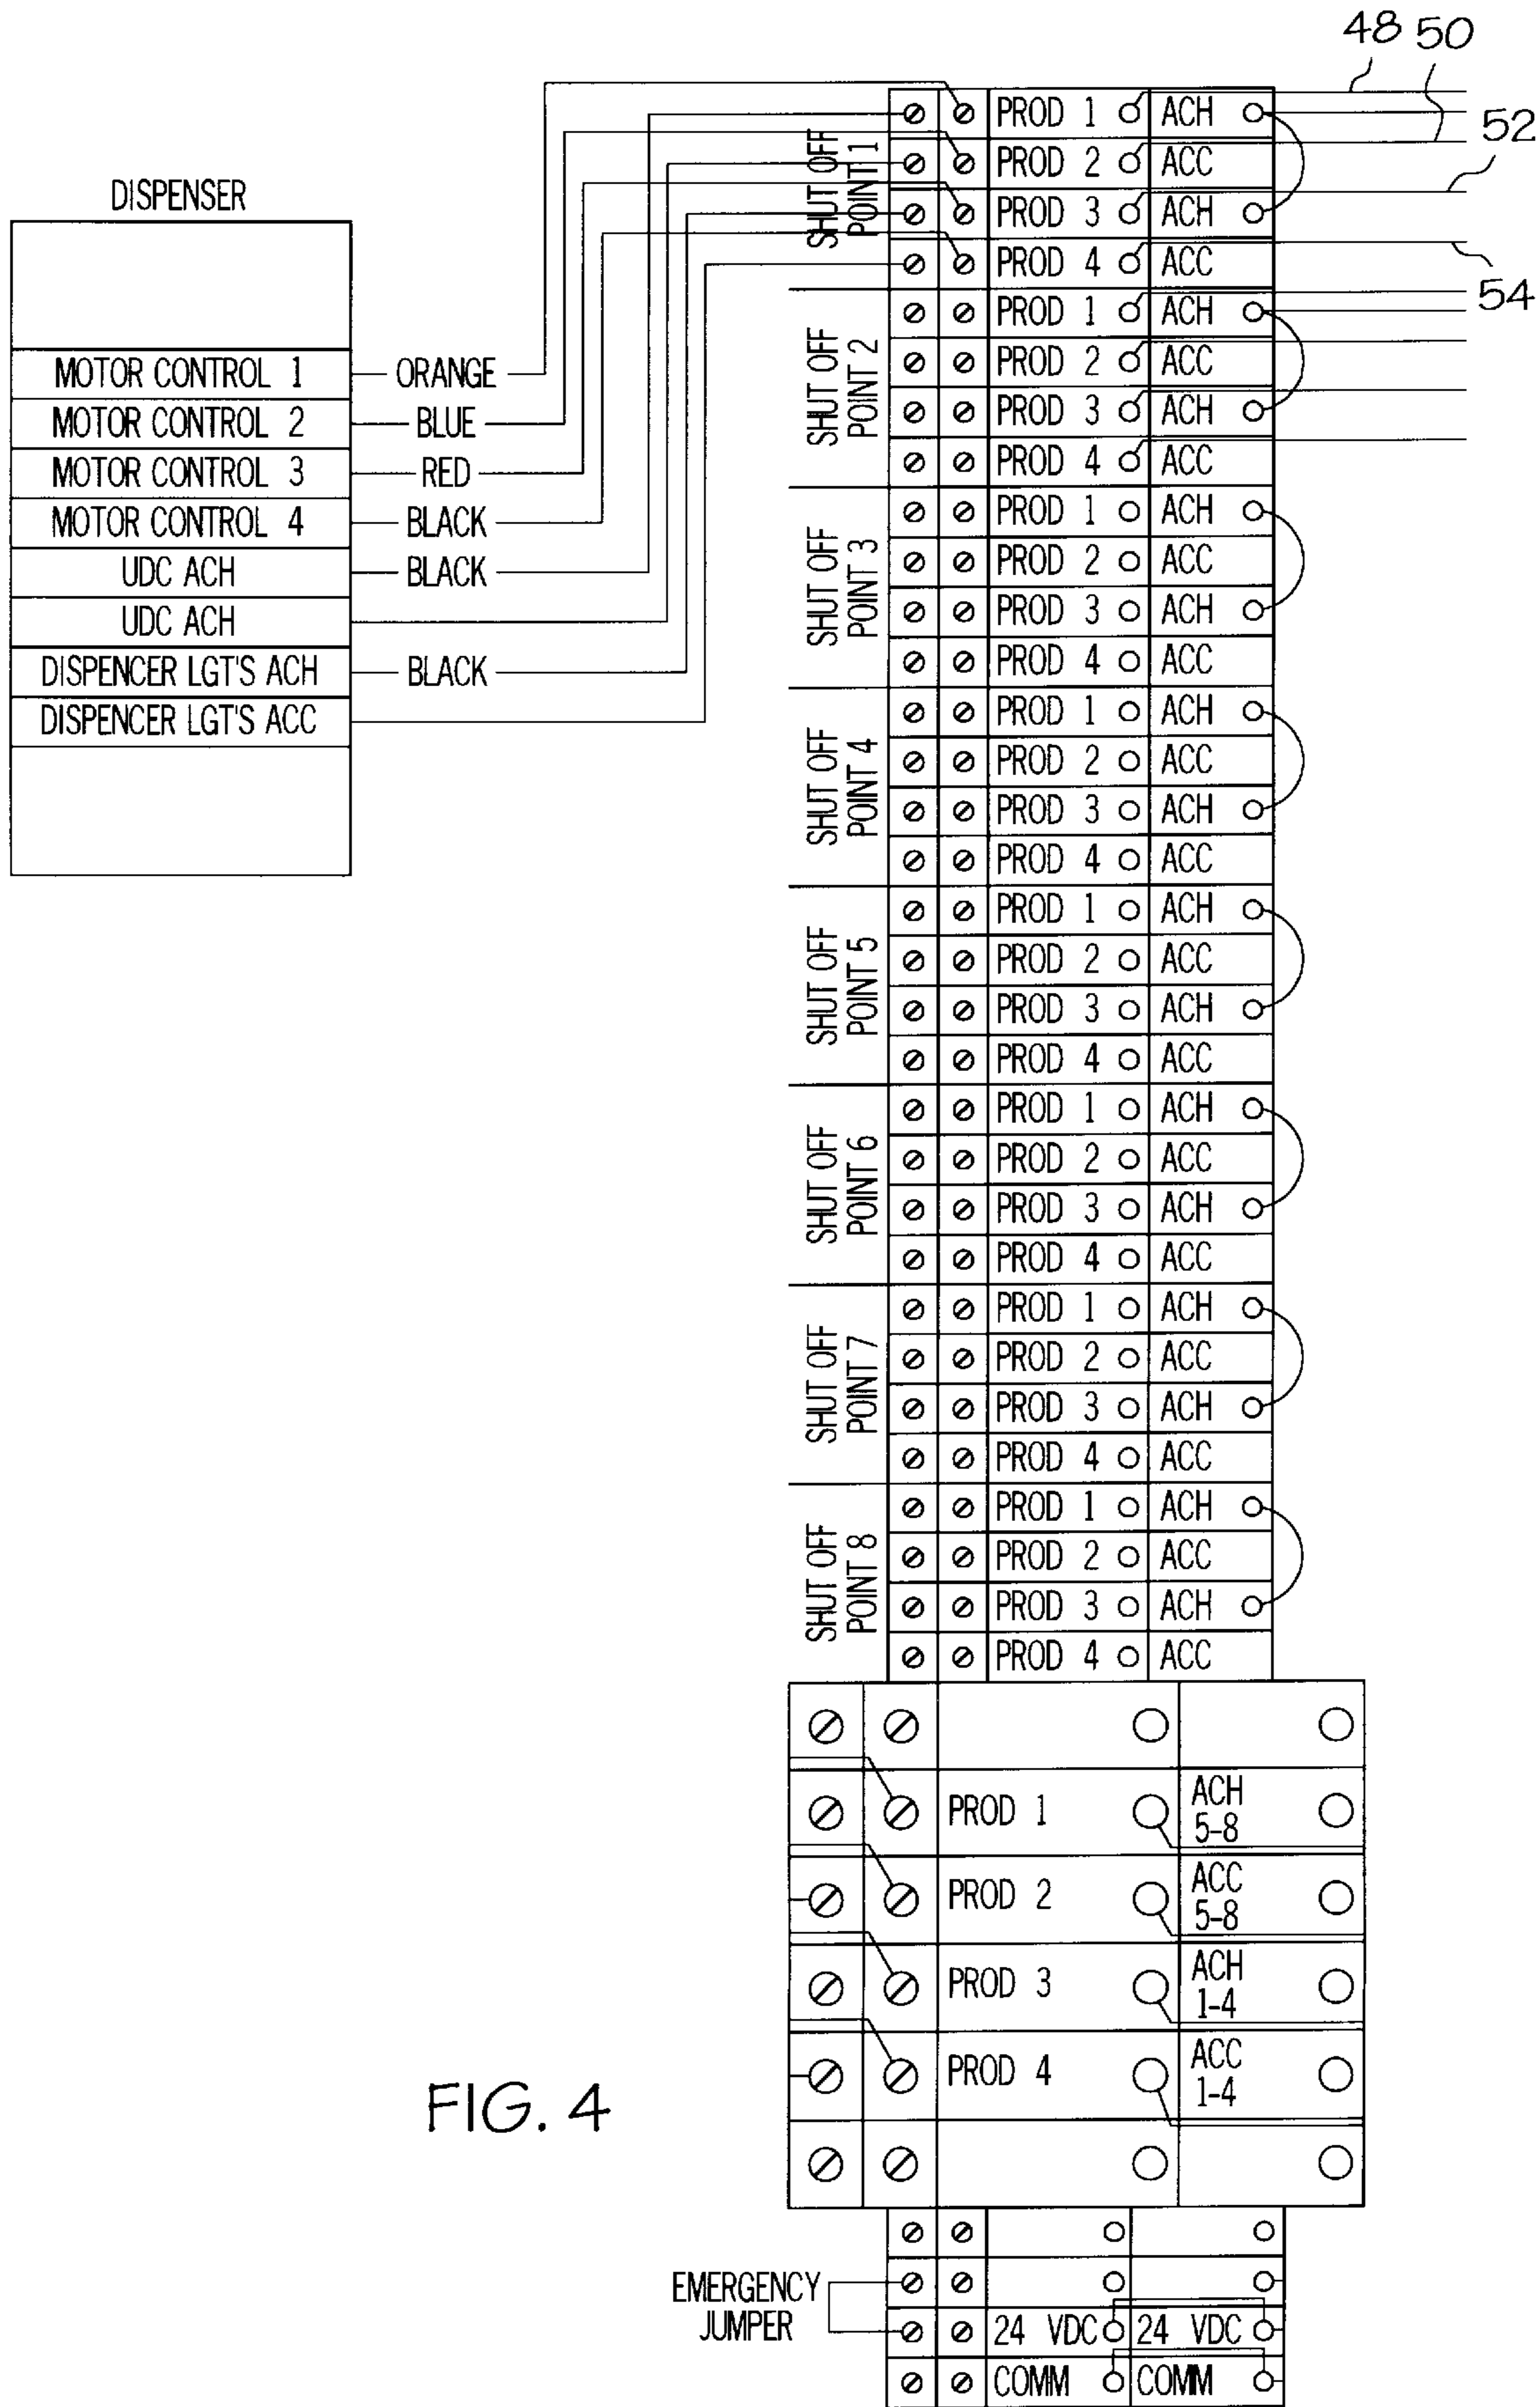 48 50
52
54
DISPENSER
MOTOR CONTROL 1 ORANGE
MOTOR CONTROL 2 BLUE
MOTOR CONTROL 3 RED
MOTOR CONTROL 4 BLACK
UDC ACH BLACK
UDC ACH
DISPENCER LGT'S ACH BLACK
DISPENCER LGT'S ACC
SHUT OFF
POINT 1
PROD 1 ACH
PROD 2 ACC
PROD 3 ACH
PROD 4 ACC
SHUT OFF
POINT 2
PROD 1 ACH
PROD 2 ACC
PROD 3 ACH
PROD 4 ACC
SHUT OFF
POINT 3
PROD 1 ACH
PROD 2 ACC
PROD 3 ACH
PROD 4 ACC
SHUT OFF
POINT 4
PROD 1 ACH
PROD 2 ACC
PROD 3 ACH
PROD 4 ACC
SHUT OFF
POINT 5
PROD 1 ACH
PROD 2 ACC
PROD 3 ACH
PROD 4 ACC
SHUT OFF
POINT 6
PROD 1 ACH
PROD 2 ACC
PROD 3 ACH
PROD 4 ACC
SHUT OFF
POINT 7
PROD 1 ACH
PROD 2 ACC
PROD 3 ACH
PROD 4 ACC
SHUT OFF
POINT 8
PROD 1 ACH
PROD 2 ACC
PROD 3 ACH
PROD 4 ACC
PROD 1 ACH
5-8
PROD 2 ACC
5-8
PROD 3 ACH
1-4
PROD 4 ACC
1-4
EMERGENCY
JUMPER
24 VDC 24 VDC
COMM COMM
FIG. 4